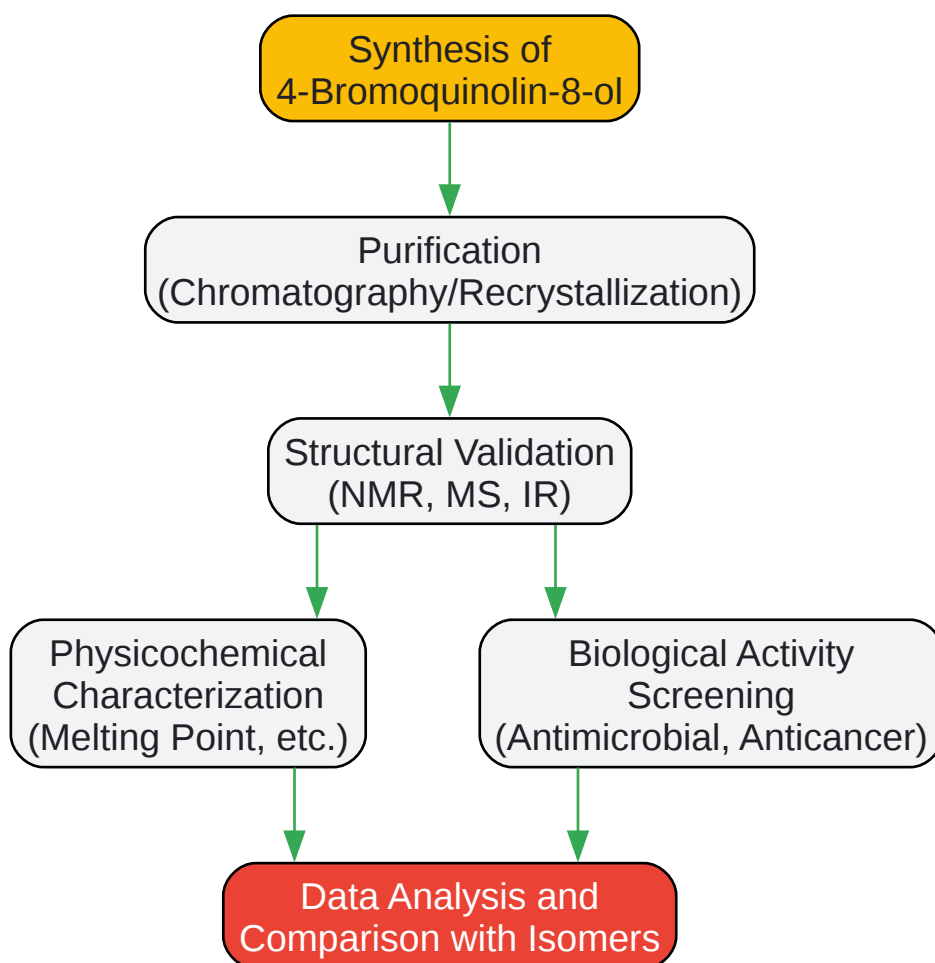 Synthesis of
4-Bromoquinolin-8-ol
Purification
(Chromatography/Recrystallization)
Structural Validation
(NMR, MS, IR)
Physicochemical
Characterization
(Melting Point, etc.)
Biological Activity
Screening
(Antimicrobial, Anticancer)
Data Analysis and
Comparison with Isomers